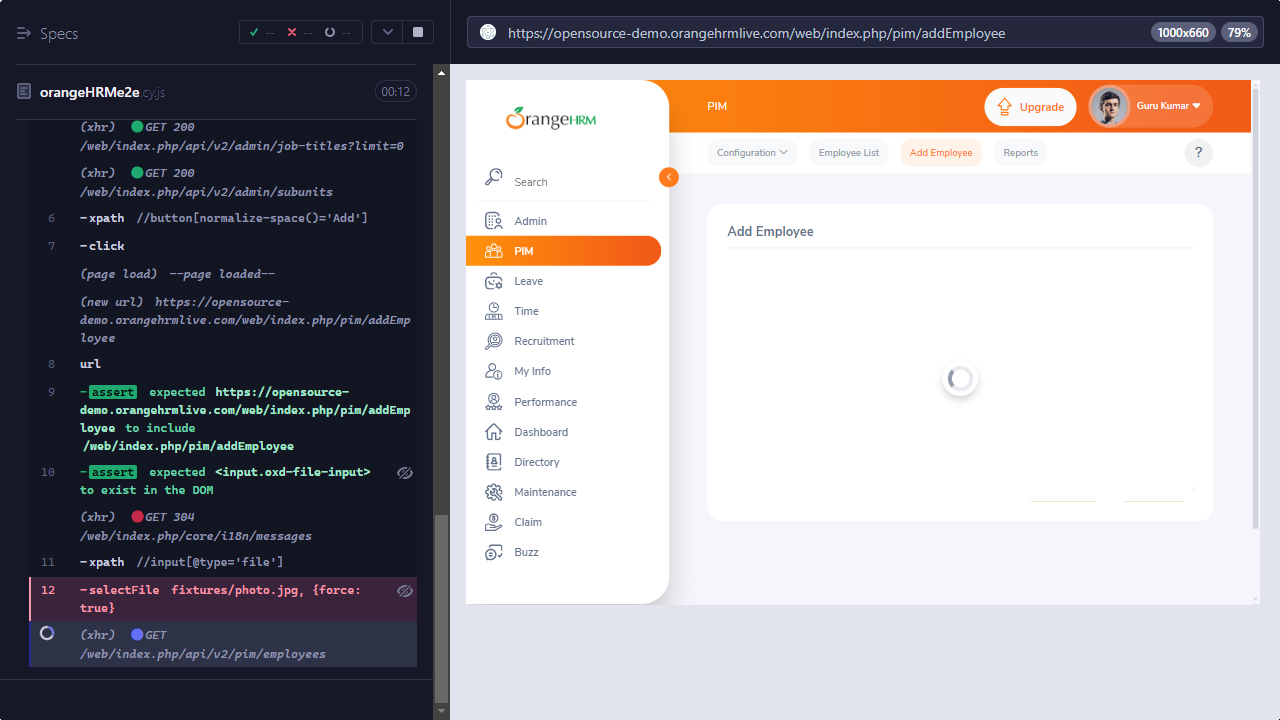 Specs
-- -- --
https://opensource-demo.orangehrmlive.com/web/index.php/pim/addEmployee
1000x660
79%
orangeHRMe2e.cy.js
00:12
(xhr) GET 200
/web/index.php/api/v2/admin/job-titles?limit=0
(xhr) GET 200
/web/index.php/api/v2/admin/subunits
6 -xpath //button[normalize-space()='Add']
7 -click
(page load) --page loaded--
(new url) https://opensource-
demo.orangehrmlive.com/web/index.php/pim/addEmp
loyee
8 url
9 -assert expected https://opensource-
demo.orangehrmlive.com/web/index.php/pim/addEmp
loyee to include
/web/index.php/pim/addEmployee
10 -assert expected <input.oxd-file-input>
to exist in the DOM
(xhr) GET 304
/web/index.php/core/i18n/messages
11 -xpath //input[@type='file']
12 -selectFile fixtures/photo.jpg, {force:
true}
(xhr) GET
/web/index.php/api/v2/pim/employees
OrangeHRM
Search
Admin
PIM
Leave
Time
Recruitment
My Info
Performance
Dashboard
Directory
Maintenance
Claim
Buzz
PIM
Upgrade
Guru Kumar
Configuration
Employee List
Add Employee
Reports
?
Add Employee